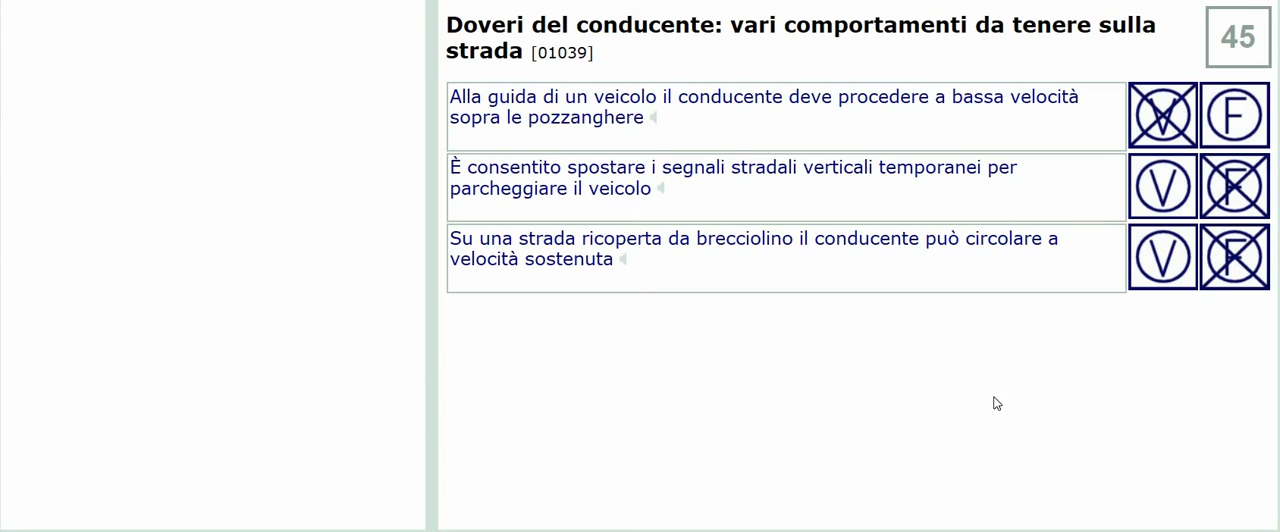 Doveri del conducente: vari comportamenti da tenere sulla
strada [01039]
45
Alla guida di un veicolo il conducente deve procedere a bassa velocità
sopra le pozzanghere
V F
È consentito spostare i segnali stradali verticali temporanei per
parcheggiare il veicolo
V F
Su una strada ricoperta da brecciolino il conducente può circolare a
velocità sostenuta
V F